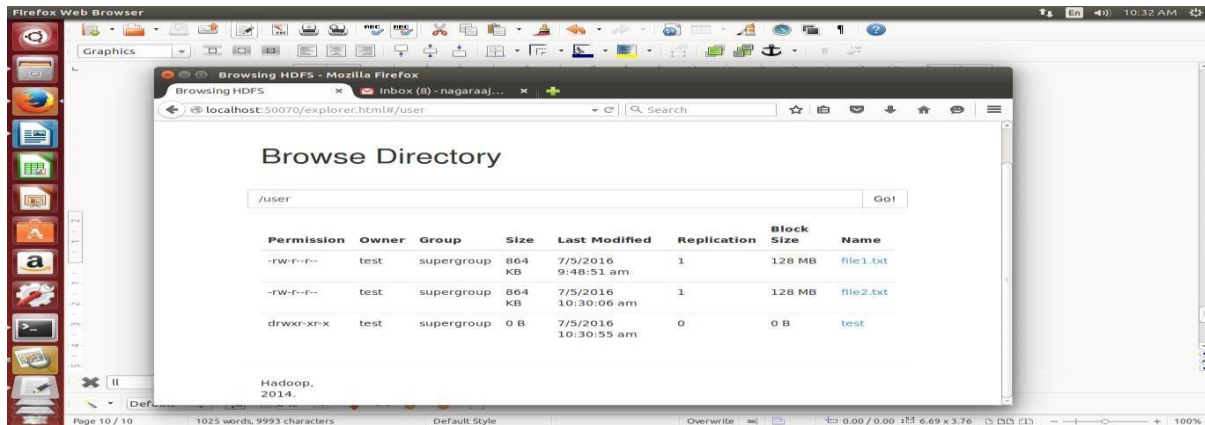 Firefox Web Browser
En 10:32 AM
Graphics
Browsing HDFS - Mozilla Firefox
Browsing HDFS × Inbox (8) - nagaraaj... ×
localhost:50070/explorer.html#/user
Search
Browse Directory
/user Go!
Permission Owner Group Size Last Modified Replication Block Size Name
-rw-r--r-- test supergroup 864 KB 7/5/2016 9:48:51 am 1 128 MB file1.txt
-rw-r--r-- test supergroup 864 KB 7/5/2016 10:30:06 am 1 128 MB file2.txt
drwxr-xr-x test supergroup 0 B 7/5/2016 10:30:55 am 0 0 B test
Hadoop,
2014.
ll
Page 10 / 10 1025 words, 9993 characters Default Style Overwrite 0.00 / 0.00 6.69 x 3.76 100%